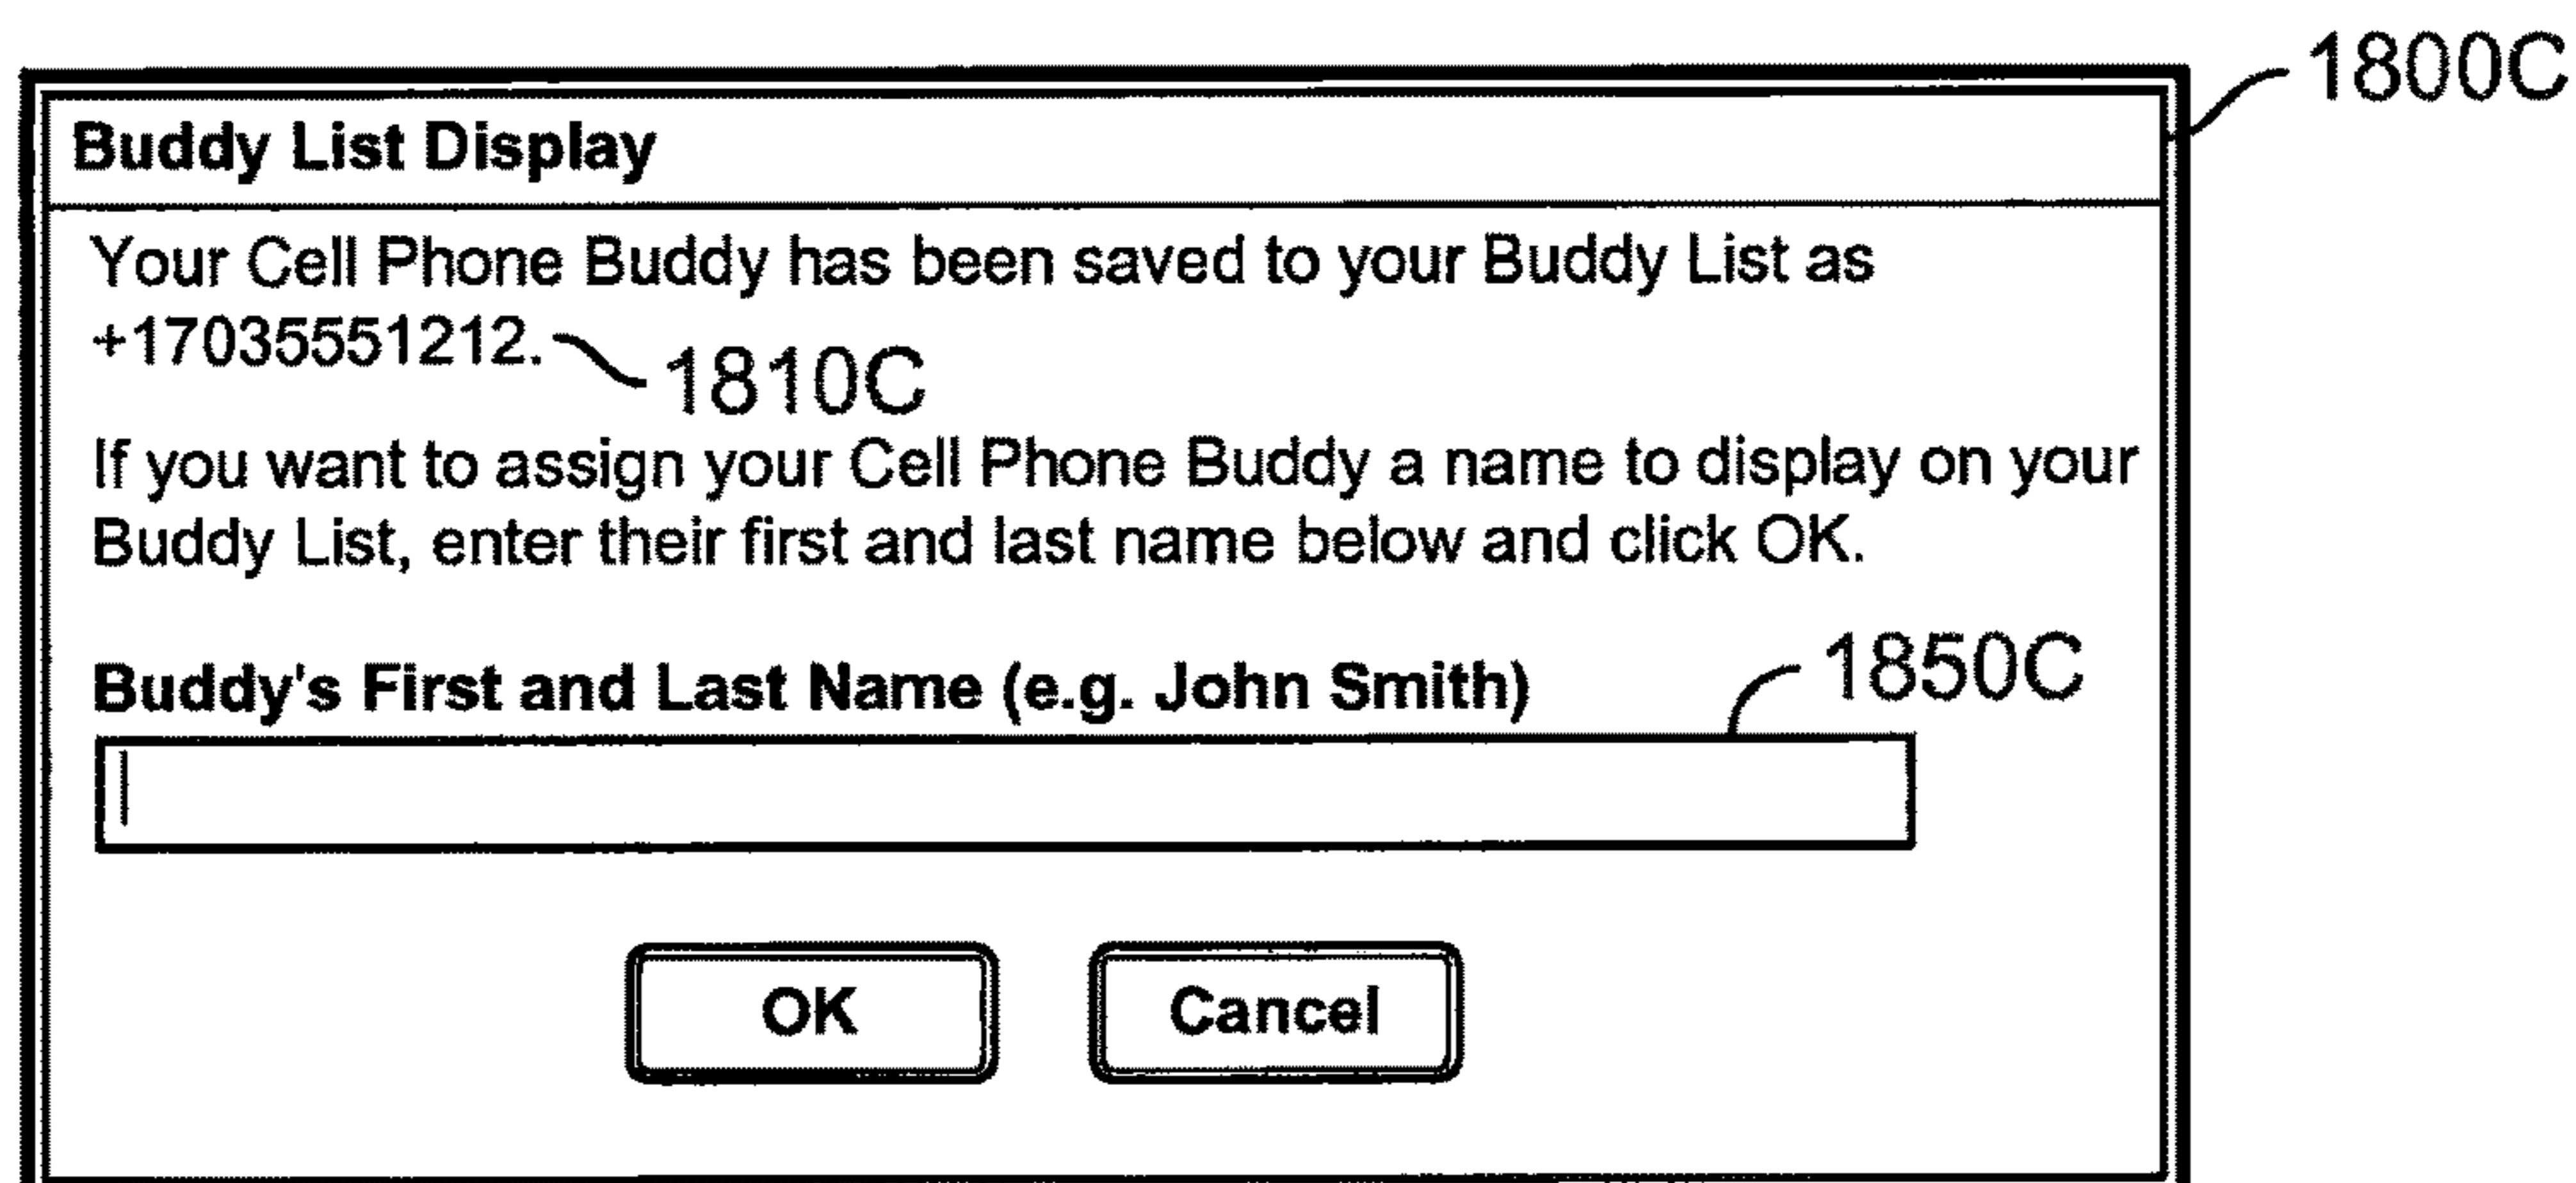 1800C
Buddy List Display
Your Cell Phone Buddy has been saved to your Buddy List as
+17035551212.
1810C
If you want to assign your Cell Phone Buddy a name to display on your
Buddy List, enter their first and last name below and click OK.
1850C
Buddy's First and Last Name (e.g. John Smith)
OK
Cancel